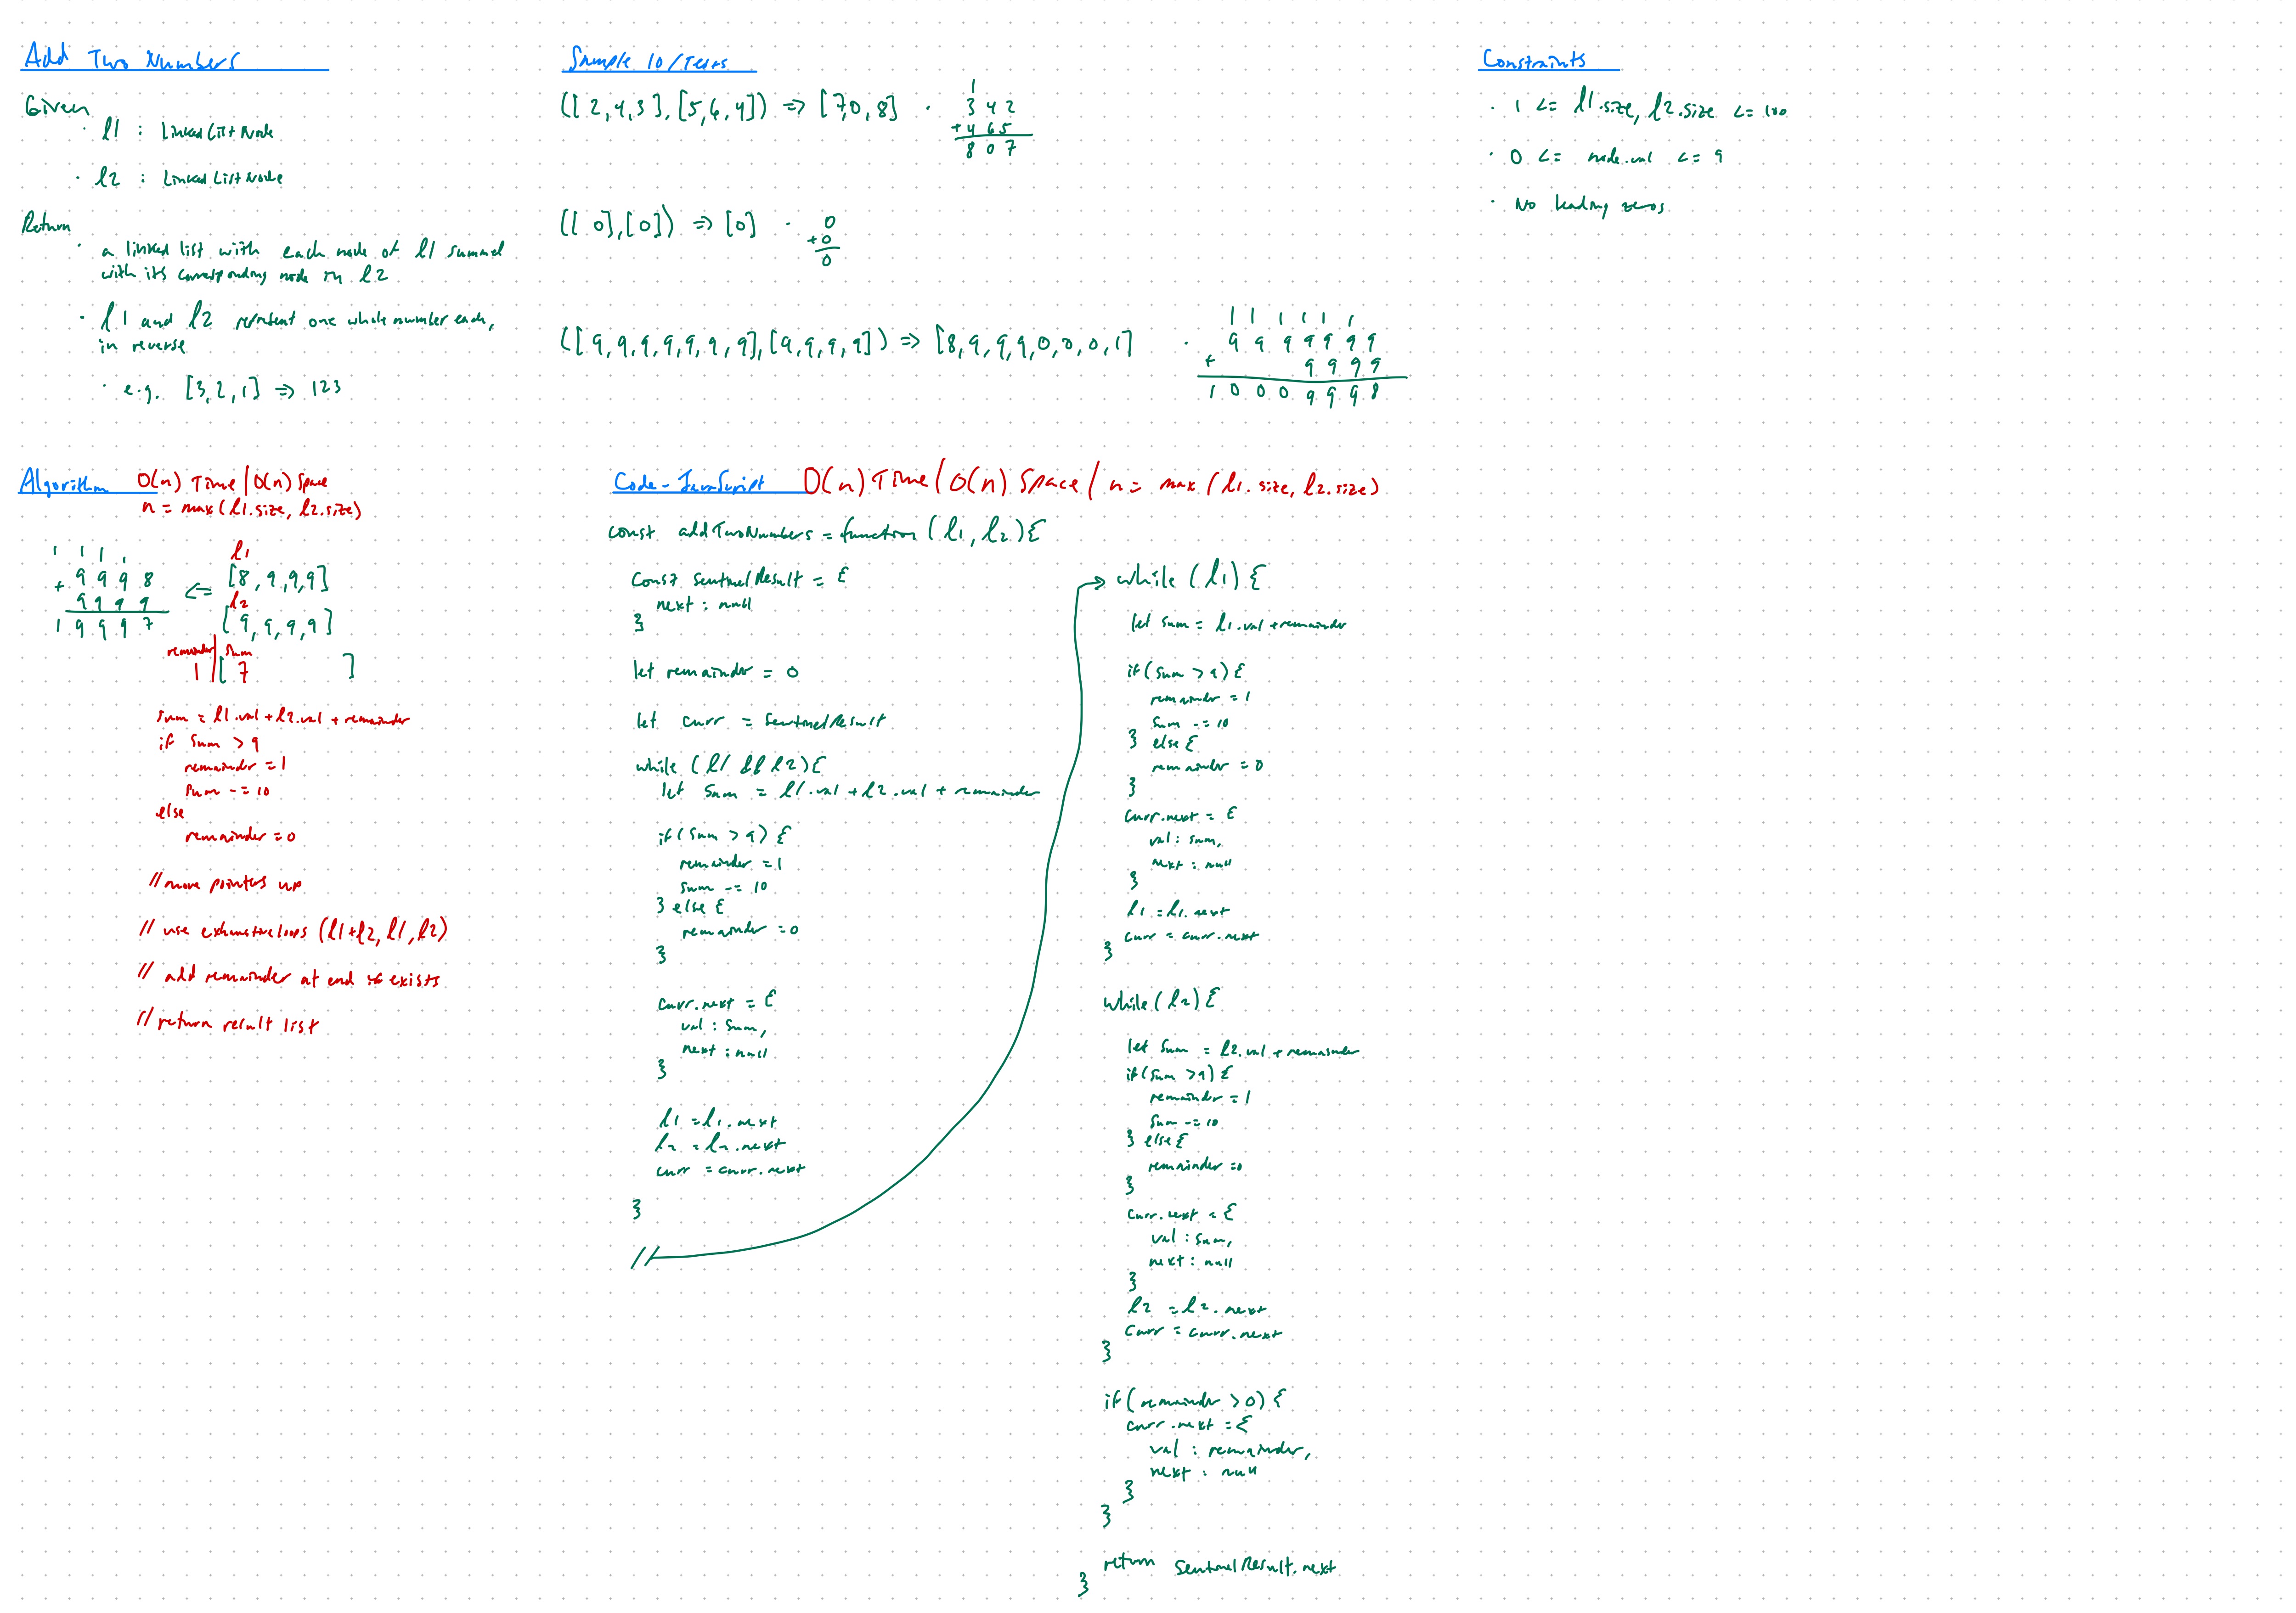 Add Two Numbers
Given
· l1 : Linked List Node
· l2 : Linked List Node
Return
· a linked list with each node of l1 summed
with its corresponding node in l2
· l1 and l2 represent one whole number each,
in reverse
· e.g. [3,2,1] => 123
Sample IO/Tests
([2,4,3],[5,6,4]) => [7,0,8] ·
1
3 4 2
+ 4 6 5
8 0 7
([0],[0]) => [0] ·
0
+ 0
0
([9,9,9,9,9,9,9],[9,9,9,9]) => [8,9,9,9,0,0,0,1] ·
1 1 1 1 1 1
9 9 9 9 9 9 9
+ 9 9 9 9
1 0 0 0 9 9 9 8
Constraints
· 1 <= l1.size, l2.size <= 100
· 0 <= node.val <= 9
· No leading zeros
Algorithm O(n) Time / O(n) Space
n = max(l1.size, l2.size)
1 1 1 1
+ 9 9 9 8
9 9 9 9
1 9 9 9 7
<=
l1
[8, 9, 9, 9]
l2
[9, 9, 9, 9]
remainder | sum
1 | [ 7 ]
sum = l1.val + l2.val + remainder
if sum > 9
remainder = 1
sum -= 10
else
remainder = 0
// move pointers up
// use exhaustive loops (l1+l2, l1, l2)
// add remainder at end if exists
// return result list
Code - JavaScript O(n) Time / O(n) Space / n = max (l1.size, l2.size)
const addTwoNumbers = function (l1, l2) {
const sentinelResult = {
next : null
}
let remainder = 0
let curr = sentinelResult
while (l1 && l2) {
let sum = l1.val + l2.val + remainder
if (sum > 9) {
remainder = 1
sum -= 10
} else {
remainder = 0
}
curr.next = {
val : sum,
next : null
}
l1 = l1.next
l2 = l2.next
curr = curr.next
}
//
while (l1) {
let sum = l1.val + remainder
if (sum > 9) {
remainder = 1
sum -= 10
} else {
remainder = 0
}
curr.next = {
val : sum,
next : null
}
l1 = l1.next
curr = curr.next
}
while (l2) {
let sum = l2.val + remainder
if (sum > 9) {
remainder = 1
sum -= 10
} else {
remainder = 0
}
curr.next = {
val : sum,
next : null
}
l2 = l2.next
curr = curr.next
}
if (remainder > 0) {
curr.next = {
val : remainder,
next : null
}
}
return sentinelResult.next
}